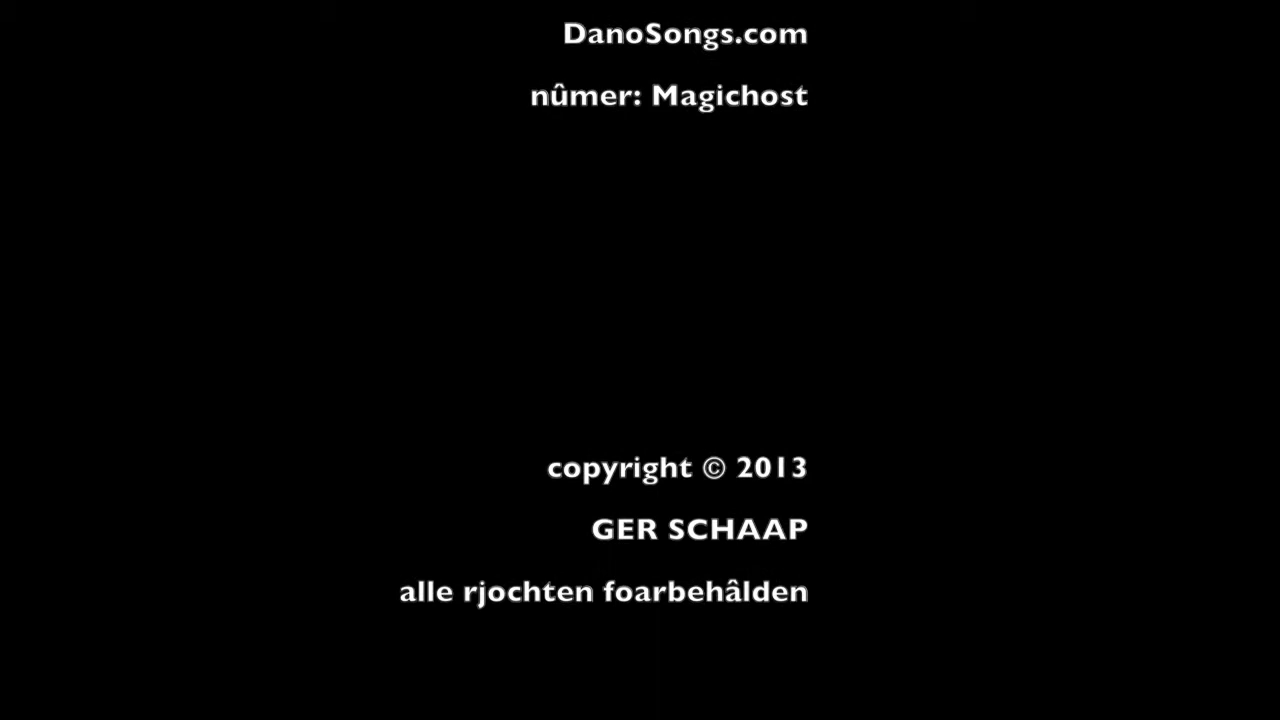 DanoSongs.com
nûmer: Magichost
copyright © 2013
GER SCHAAP
alle rjochten foarbehâlden